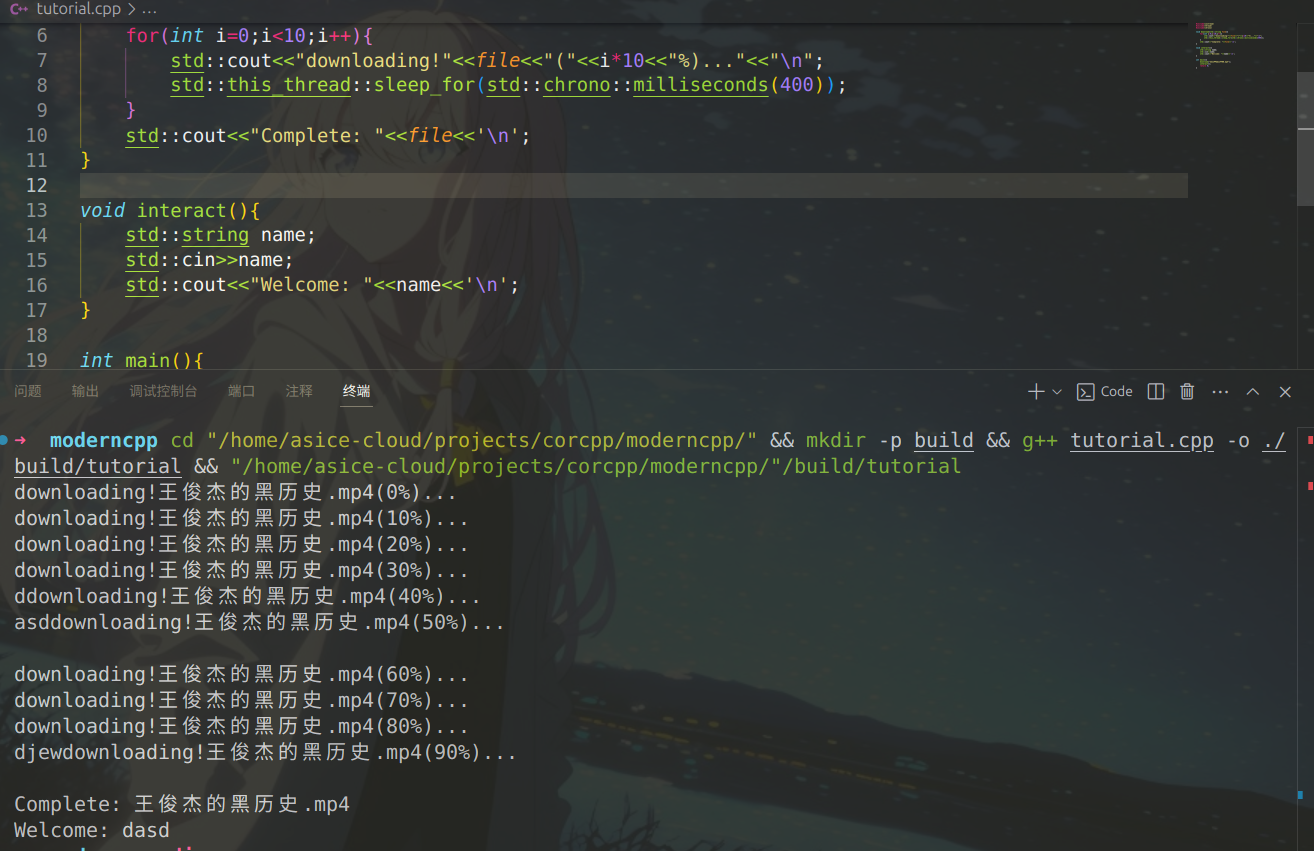 tutorial.cpp > ...
6 for(int i=0;i<10;i++){
7 std::cout<<"downloading!"<<file<<"("<<i*10<<"%)..."<<"\n";
8 std::this_thread::sleep_for(std::chrono::milliseconds(400));
9 }
10 std::cout<<"Complete: "<<file<<'\n';
11 }
12
13 void interact(){
14 std::string name;
15 std::cin>>name;
16 std::cout<<"Welcome: "<<name<<'\n';
17 }
18
19 int main(){
问题 输出 调试控制台 端口 注释 终端 Code
➜ moderncpp cd "/home/asice-cloud/projects/corcpp/moderncpp/" && mkdir -p build && g++ tutorial.cpp -o ./
build/tutorial && "/home/asice-cloud/projects/corcpp/moderncpp/"/build/tutorial
downloading!王俊杰的黑历史.mp4(0%)...
downloading!王俊杰的黑历史.mp4(10%)...
downloading!王俊杰的黑历史.mp4(20%)...
downloading!王俊杰的黑历史.mp4(30%)...
ddownloading!王俊杰的黑历史.mp4(40%)...
asddownloading!王俊杰的黑历史.mp4(50%)...
downloading!王俊杰的黑历史.mp4(60%)...
downloading!王俊杰的黑历史.mp4(70%)...
downloading!王俊杰的黑历史.mp4(80%)...
djewdownloading!王俊杰的黑历史.mp4(90%)...
Complete: 王俊杰的黑历史.mp4
Welcome: dasd